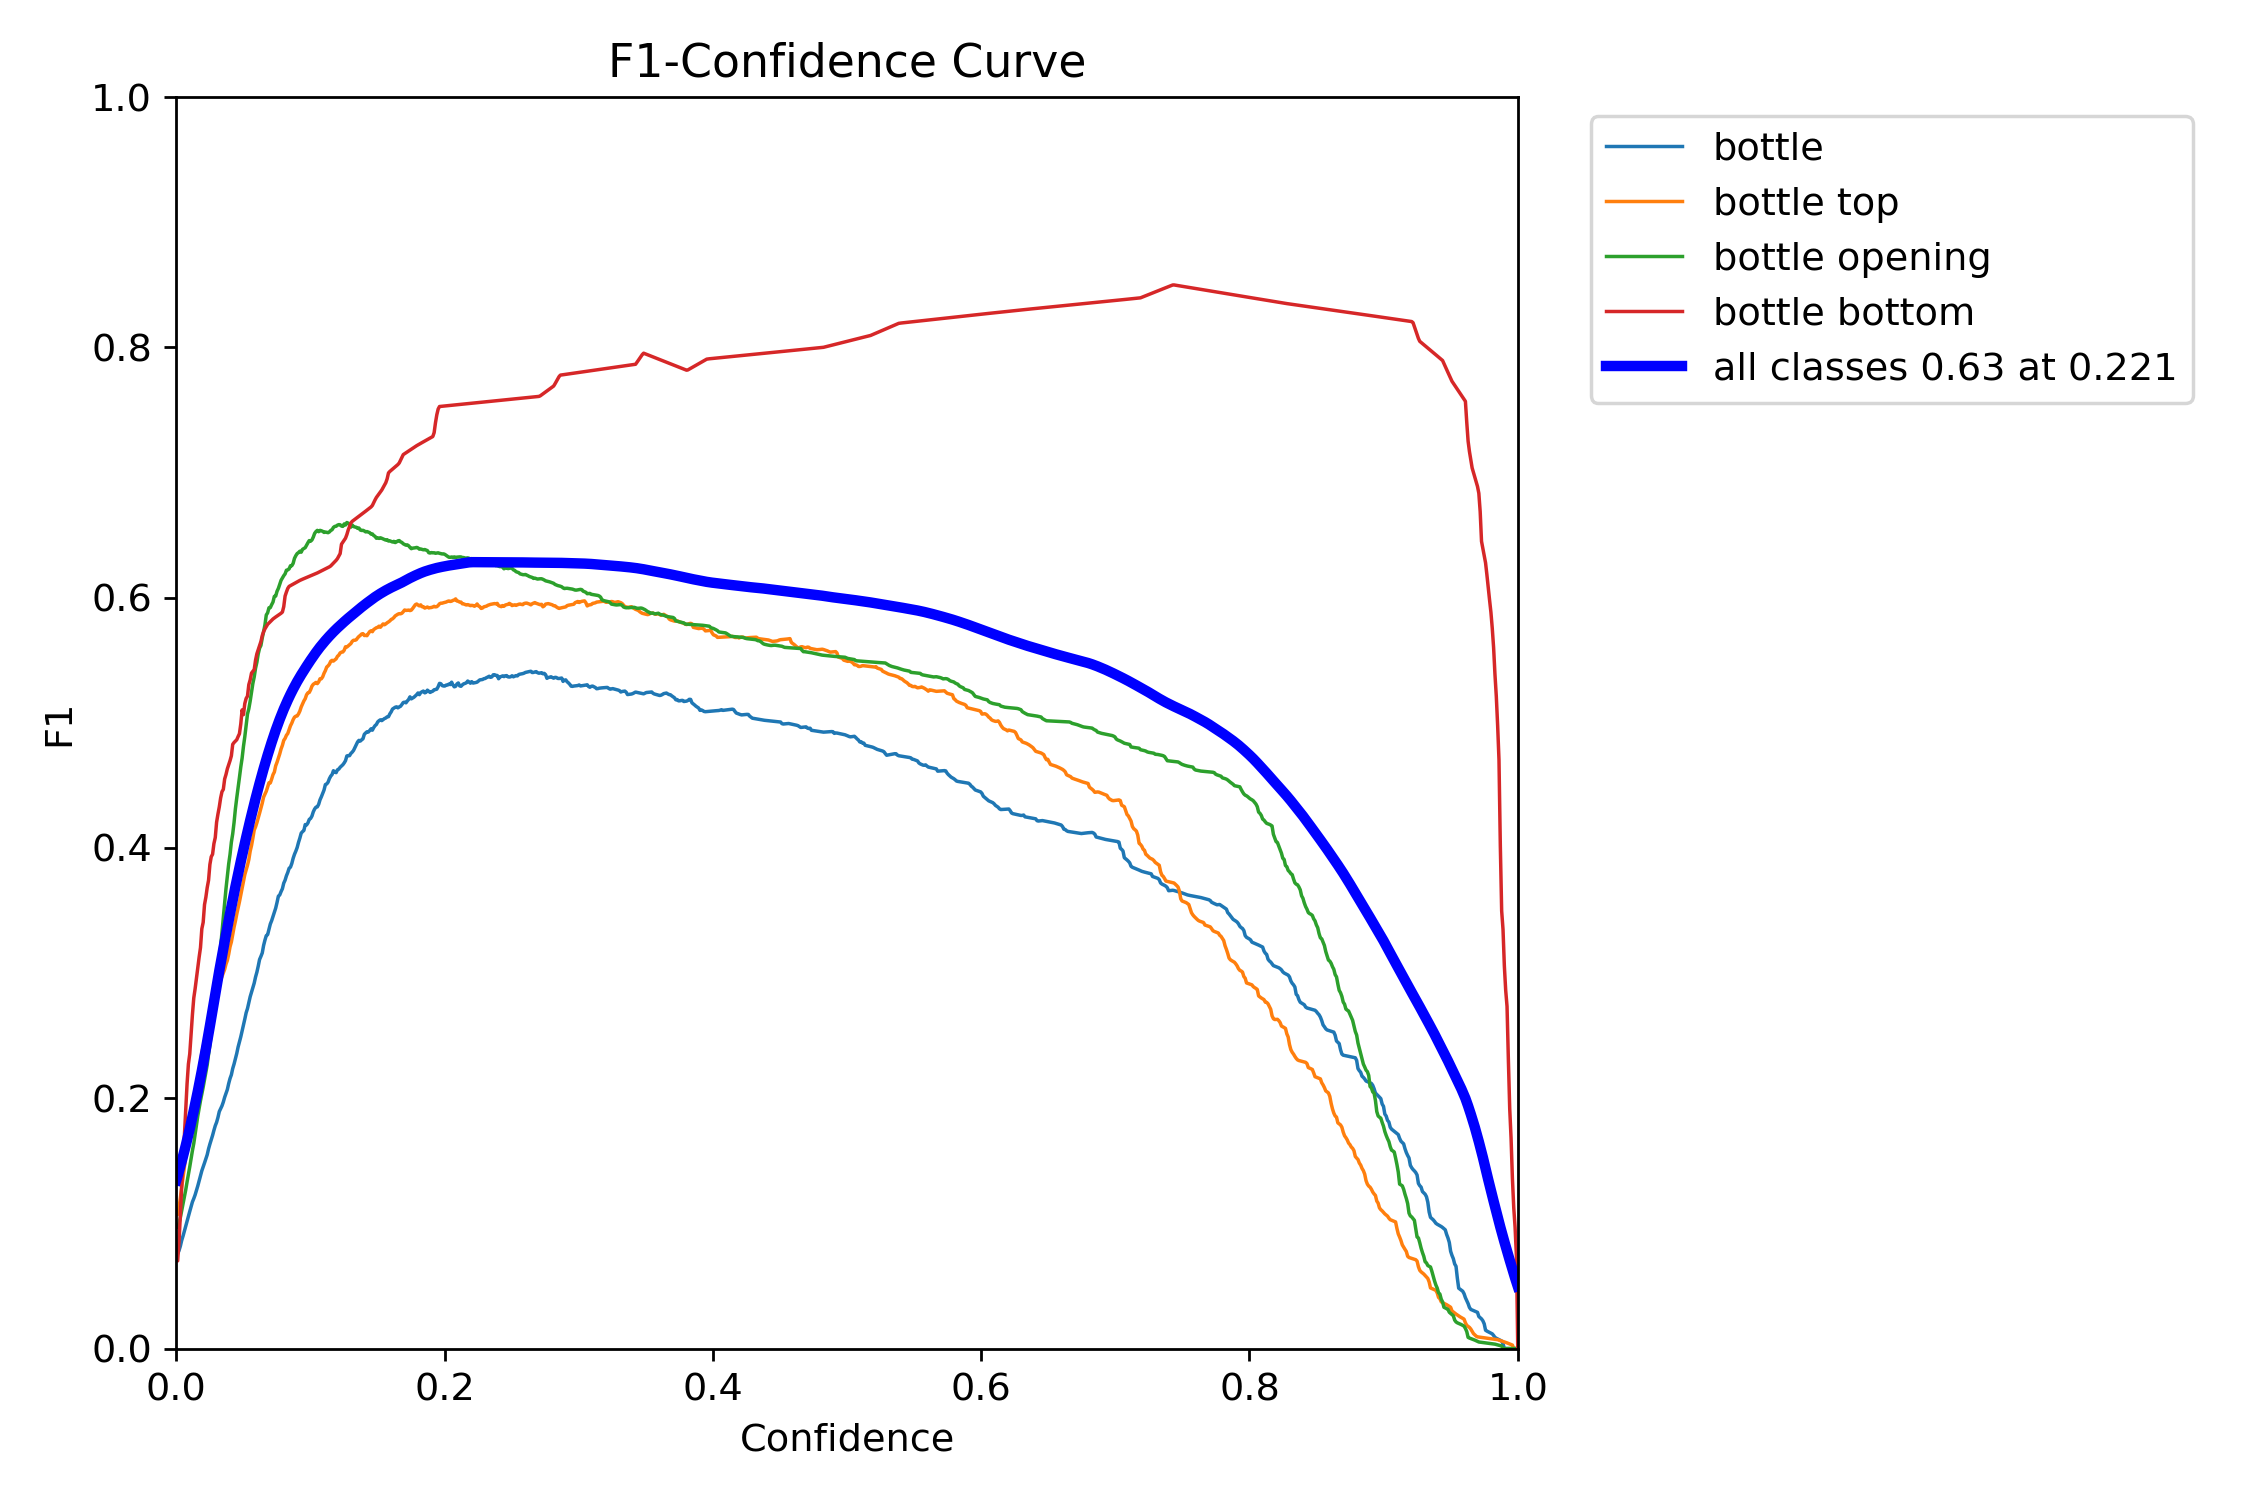 F1-Confidence Curve
1.0
0.8
0.6
0.4
0.2
0.0
F1
0.0 0.2 0.4 0.6 0.8 1.0
Confidence
bottle
bottle top
bottle opening
bottle bottom
all classes 0.63 at 0.221